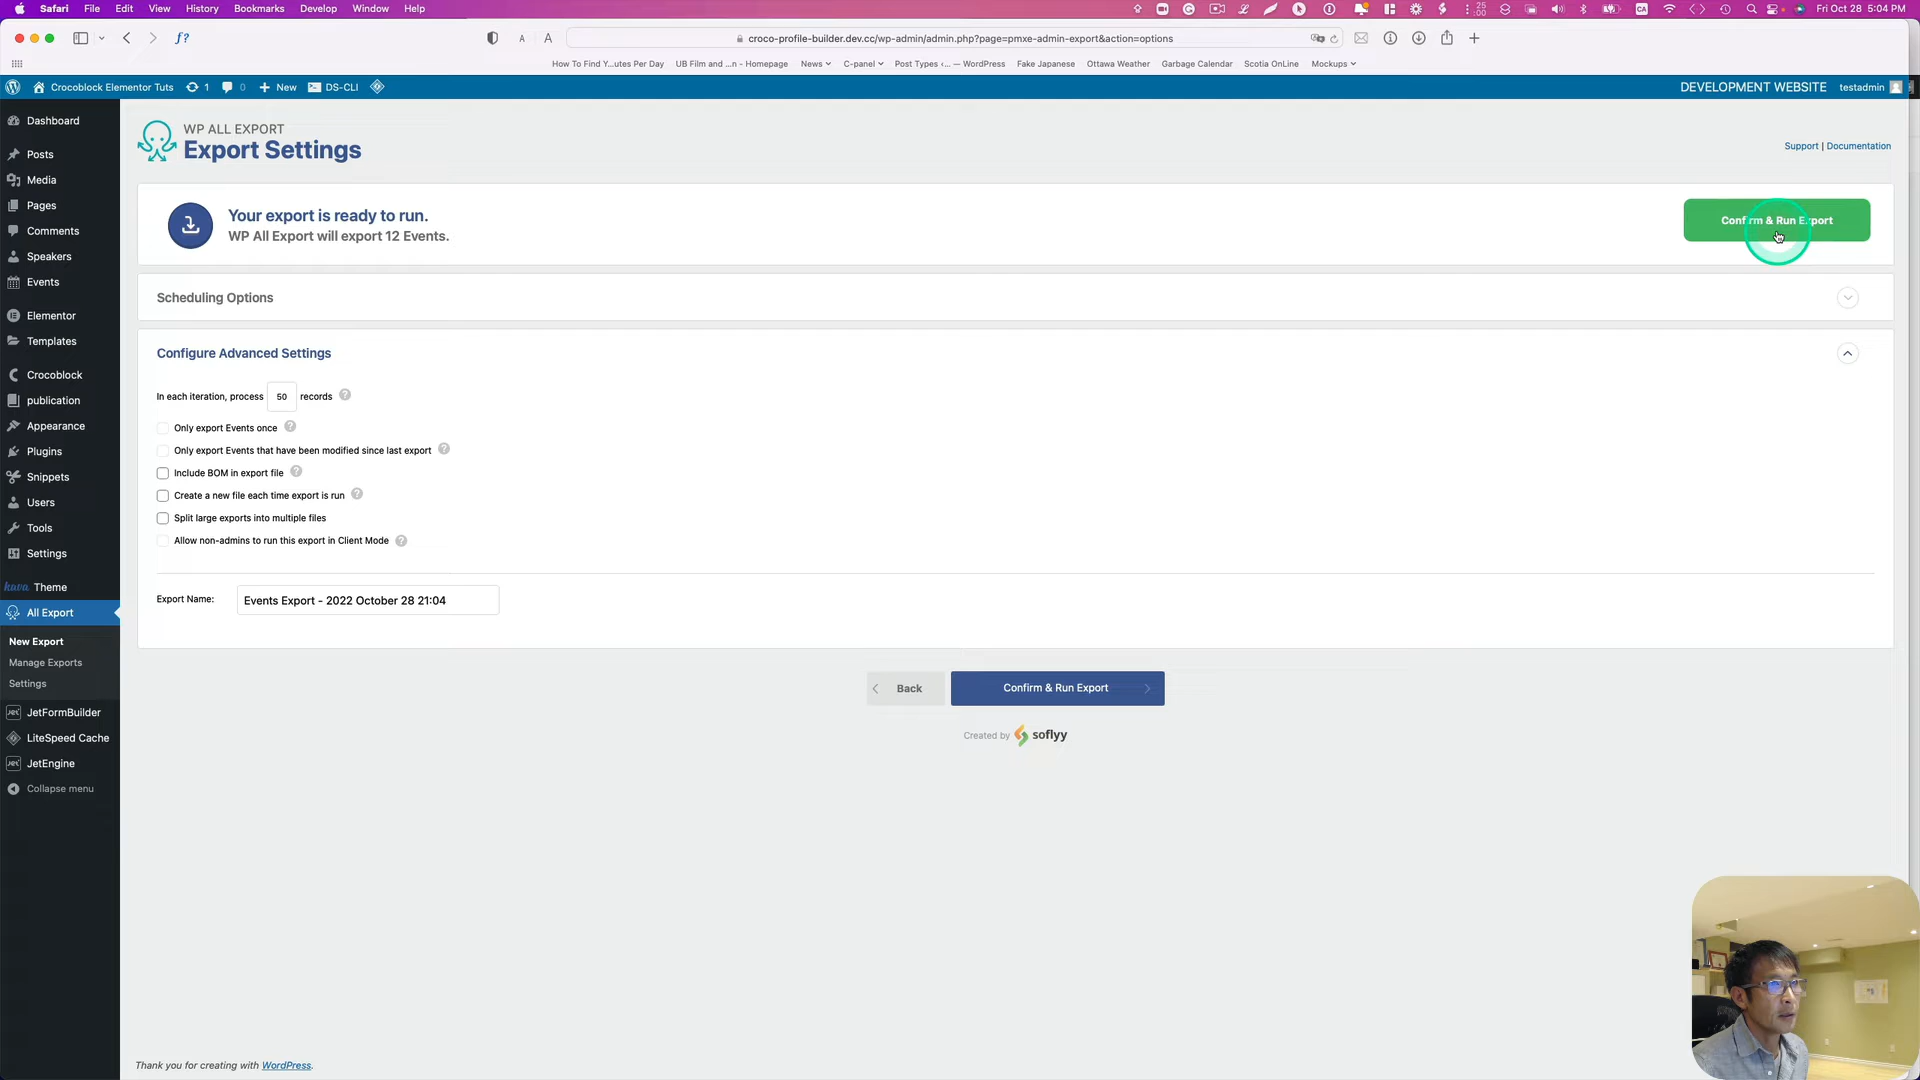 Safari File Edit View History Bookmarks Develop Window Help
25:00
CA
Fri Oct 28 5:04 PM
A A
croco-profile-builder.dev.cc/wp-admin/admin.php?page=pmxe-admin-export&action=options
How To Find Y...utes Per Day UB Film and ...n - Homepage News C-panel Post Types ‹... — WordPress Fake Japanese Ottawa Weather Garbage Calendar Scotia OnLine Mockups
Crocoblock Elementor Tuts 1 0 New DS-CLI DEVELOPMENT WEBSITE testadmin
Dashboard
Posts
Media
Pages
Comments
Speakers
Events
Elementor
Templates
Crocoblock
publication
Appearance
Plugins
Snippets
Users
Tools
Settings
kava Theme
All Export
New Export
Manage Exports
Settings
JetFormBuilder
LiteSpeed Cache
JetEngine
Collapse menu
WP ALL EXPORT
Export Settings
Support | Documentation
Your export is ready to run.
WP All Export will export 12 Events.
Confirm & Run Export
Scheduling Options
Configure Advanced Settings
In each iteration, process 50 records ?
Only export Events once ?
Only export Events that have been modified since last export ?
Include BOM in export file ?
Create a new file each time export is run ?
Split large exports into multiple files
Allow non-admins to run this export in Client Mode ?
Export Name: Events Export - 2022 October 28 21:04
Back
Confirm & Run Export
Created by soflyy
Thank you for creating with WordPress.